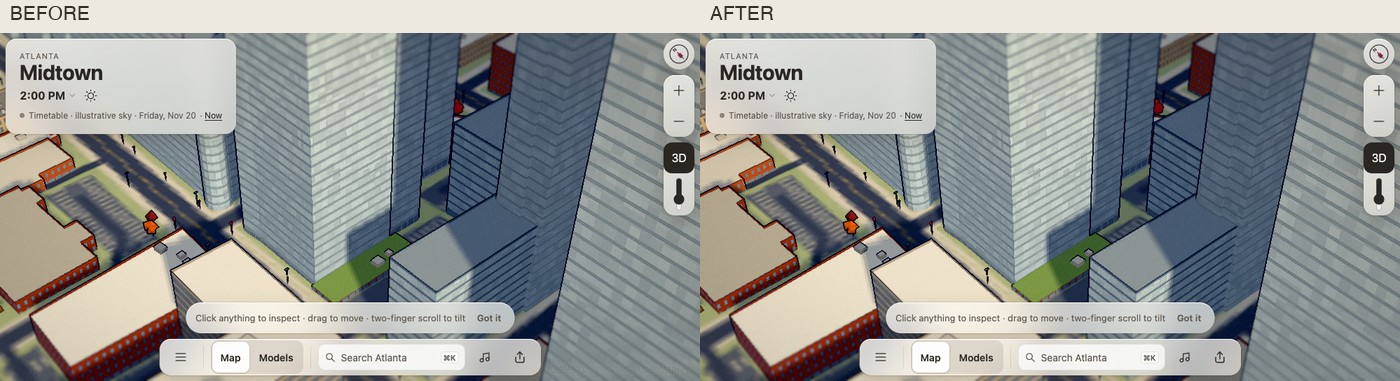 BEFORE
AFTER
ATLANTA
Midtown
2:00 PM
Timetable · illustrative sky · Friday, Nov 20 · Now
3D
Click anything to inspect · drag to move · two-finger scroll to tilt Got it
Map Models Search Atlanta ⌘K
ATLANTA
Midtown
2:00 PM
Timetable · illustrative sky · Friday, Nov 20 · Now
3D
Click anything to inspect · drag to move · two-finger scroll to tilt Got it
Map Models Search Atlanta ⌘K